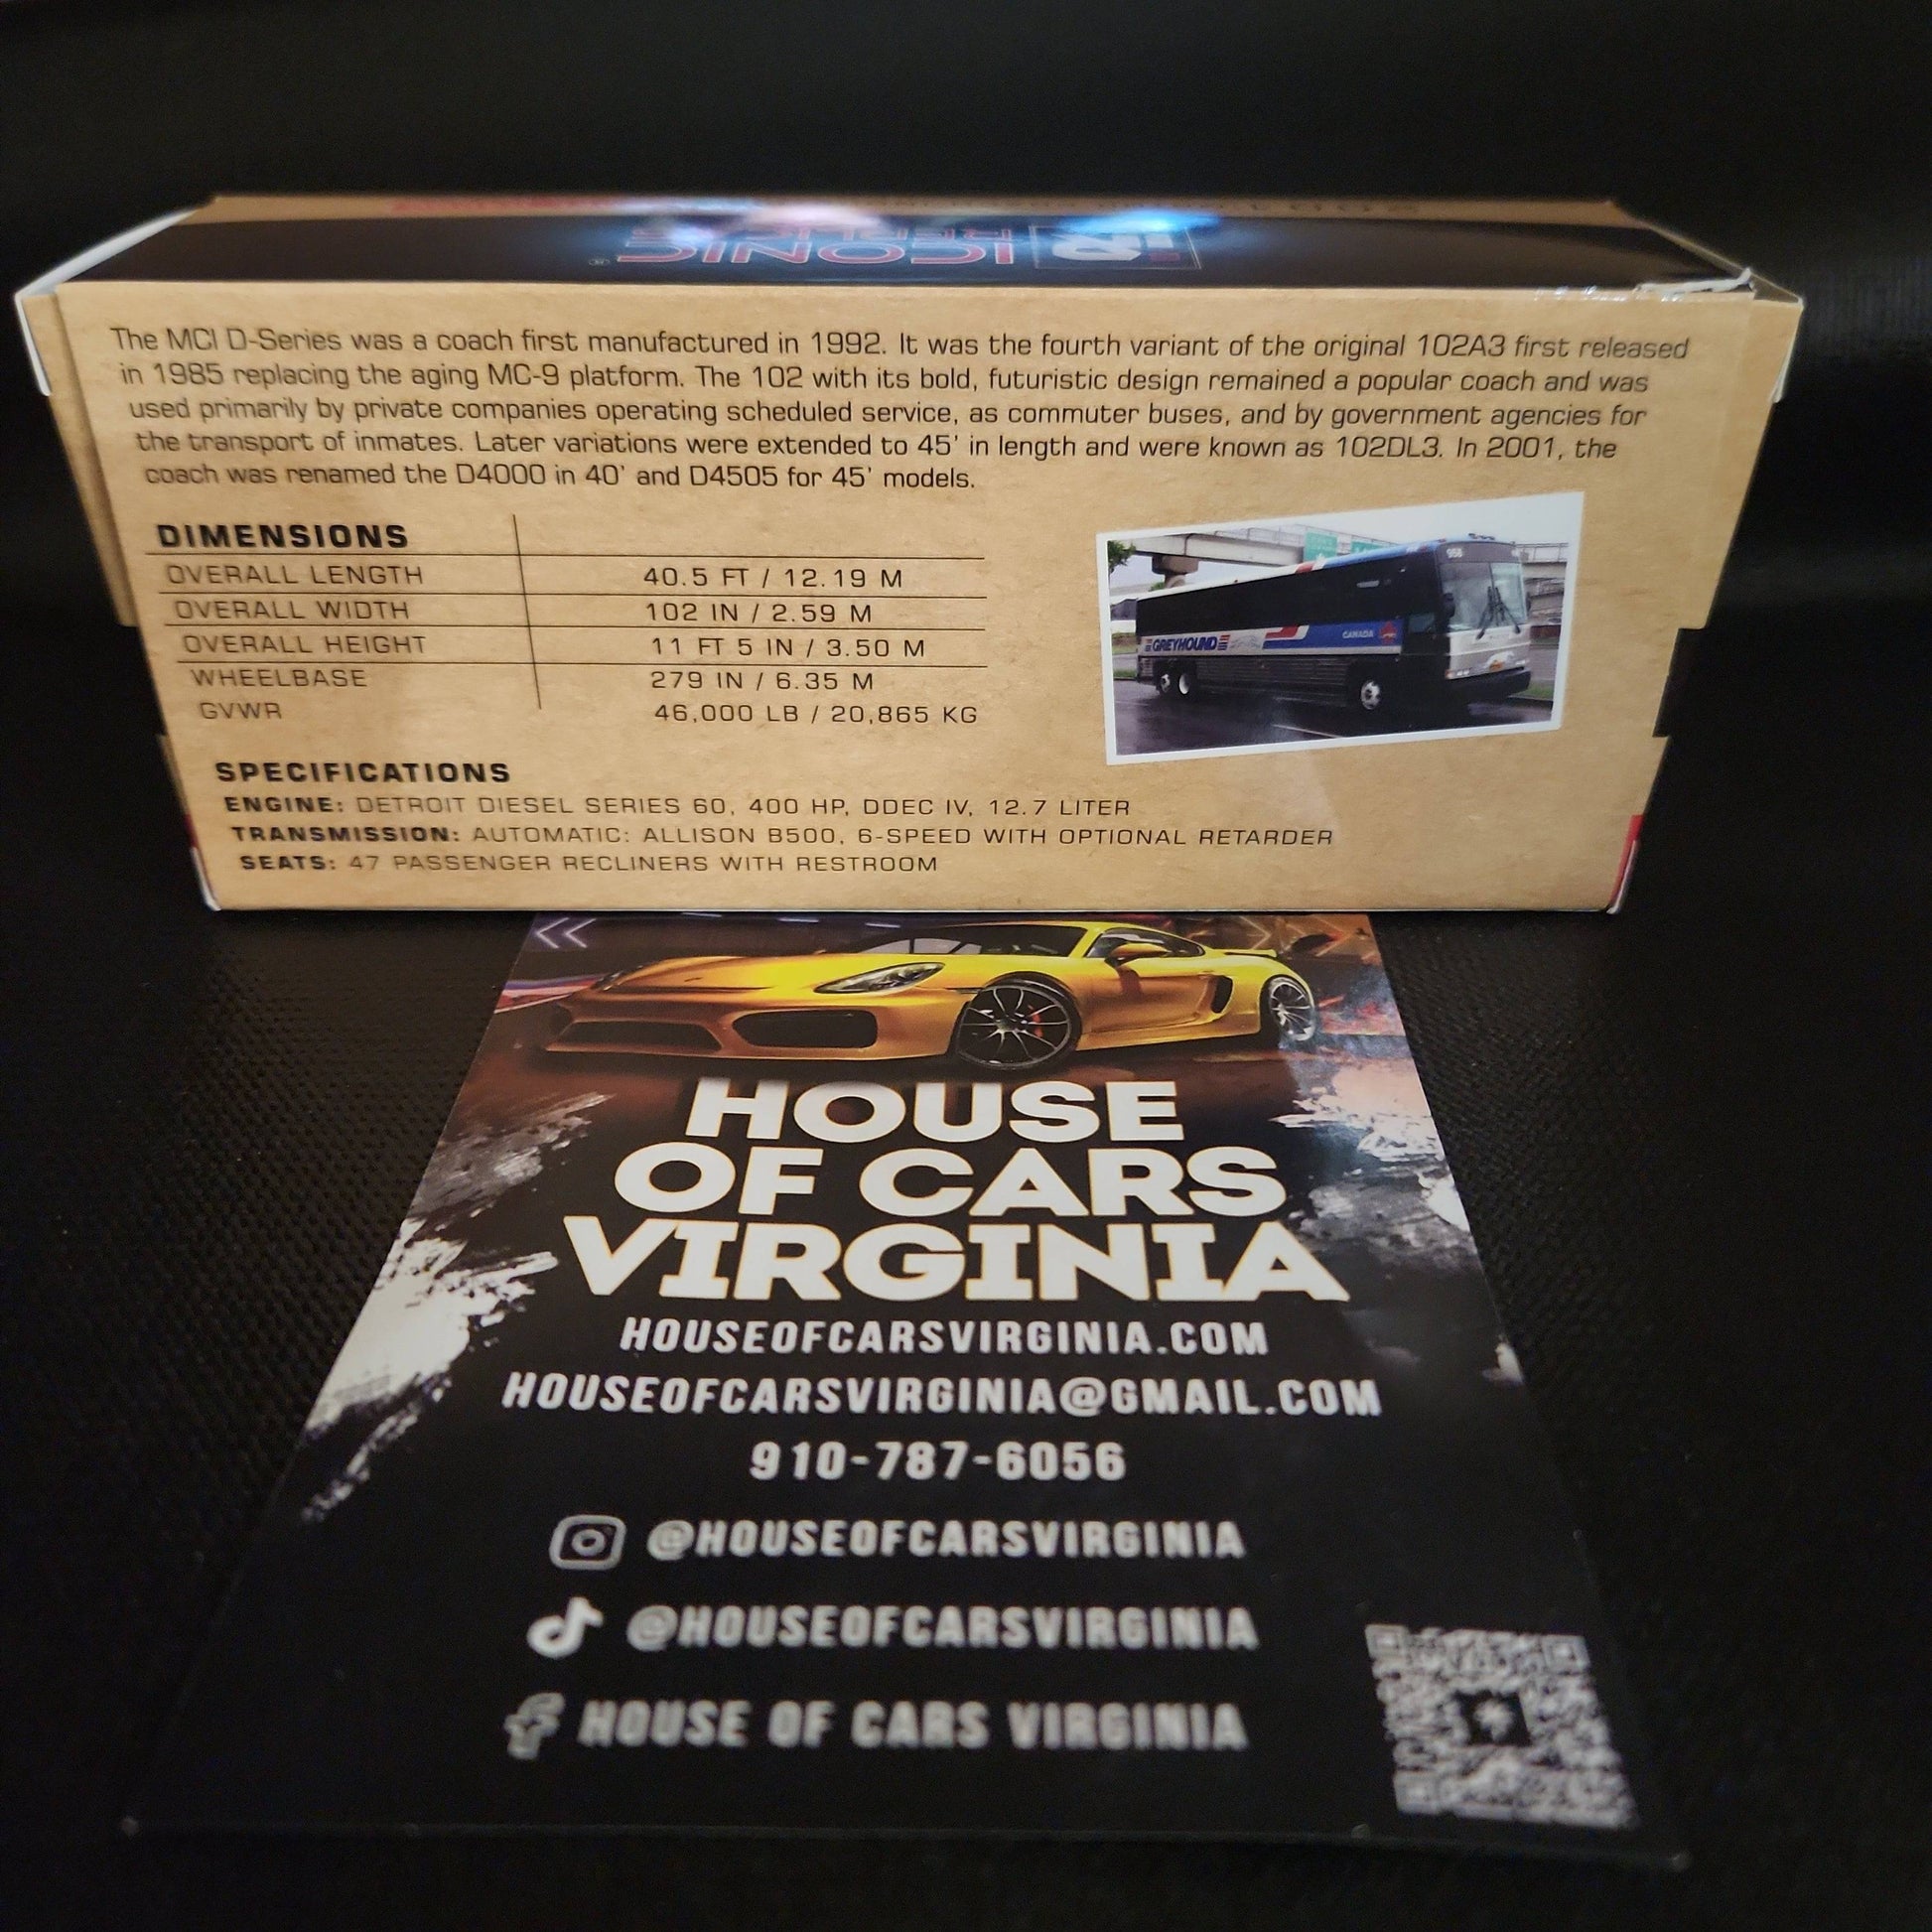 ICONIC
The MCI D-Series was a coach first manufactured in 1992. It was the fourth variant of the original 102A3 first released
in 1985 replacing the aging MC-9 platform. The 102 with its bold, futuristic design remained a popular coach and was
used primarily by private companies operating scheduled service, as commuter buses, and by government agencies for
the transport of inmates. Later variations were extended to 45' in length and were known as 102DL3. In 2001, the
coach was renamed the D4000 in 40' and D4505 for 45' models.
DIMENSIONS
OVERALL LENGTH 40.5 FT / 12.19 M
OVERALL WIDTH 102 IN / 2.59 M
OVERALL HEIGHT 11 FT 5 IN / 3.50 M
WHEELBASE 279 IN / 6.35 M
GVWR 46,000 LB / 20,865 KG
958
GREYHOUND
CANADA
SPECIFICATIONS
ENGINE: DETROIT DIESEL SERIES 60, 400 HP, DDEC IV, 12.7 LITER
TRANSMISSION: AUTOMATIC: ALLISON B500, 6-SPEED WITH OPTIONAL RETARDER
SEATS: 47 PASSENGER RECLINERS WITH RESTROOM
HOUSE
OF CARS
VIRGINIA
HOUSEOFCARSVIRGINIA.COM
HOUSEOFCARSVIRGINIA@GMAIL.COM
910-787-6056
@HOUSEOFCARSVIRGINIA
@HOUSEOFCARSVIRGINIA
HOUSE OF CARS VIRGINIA